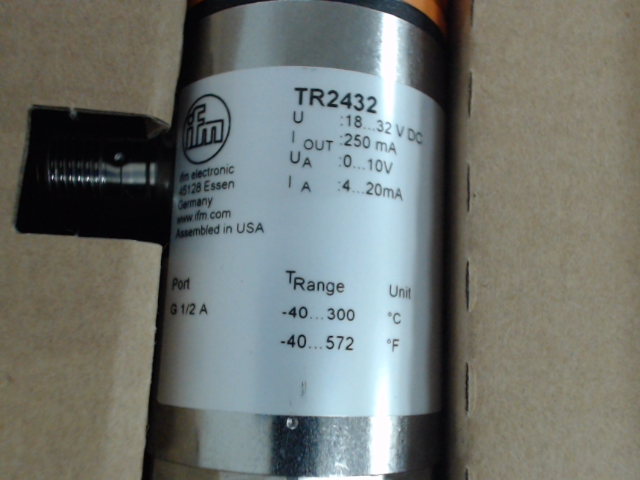 TR2432
U :18...32 V DC
I OUT :250 mA
UA :0...10V
I A :4...20mA
ifm
ifm electronic
45128 Essen
Germany
www.ifm.com
Assembled in USA
Port TRange Unit
G 1/2 A -40...300 °C
-40...572 °F